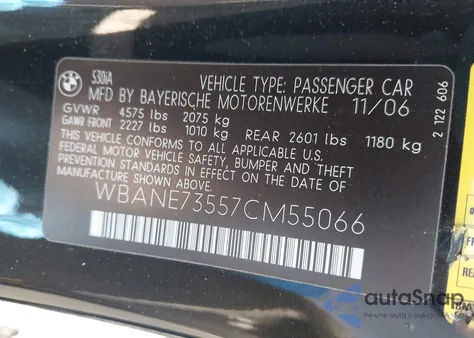 530iA
VEHICLE TYPE: PASSENGER CAR
MFD BY BAYERISCHE MOTORENWERKE 11/06
GVWR 4575 lbs 2075 kg
FRONT 2227 lbs 1010 kg REAR 2601 lbs 1180 kg
THIS VEHICLE CONFORMS TO ALL APPLICABLE U.S.
FEDERAL MOTOR VEHICLE SAFETY, BUMPER AND THEFT
PREVENTION STANDARDS IN EFFECT ON THE DATE OF
MANUFACTURE SHOWN ABOVE.
WBANE73557CM55066
2 122 606
autoSnap